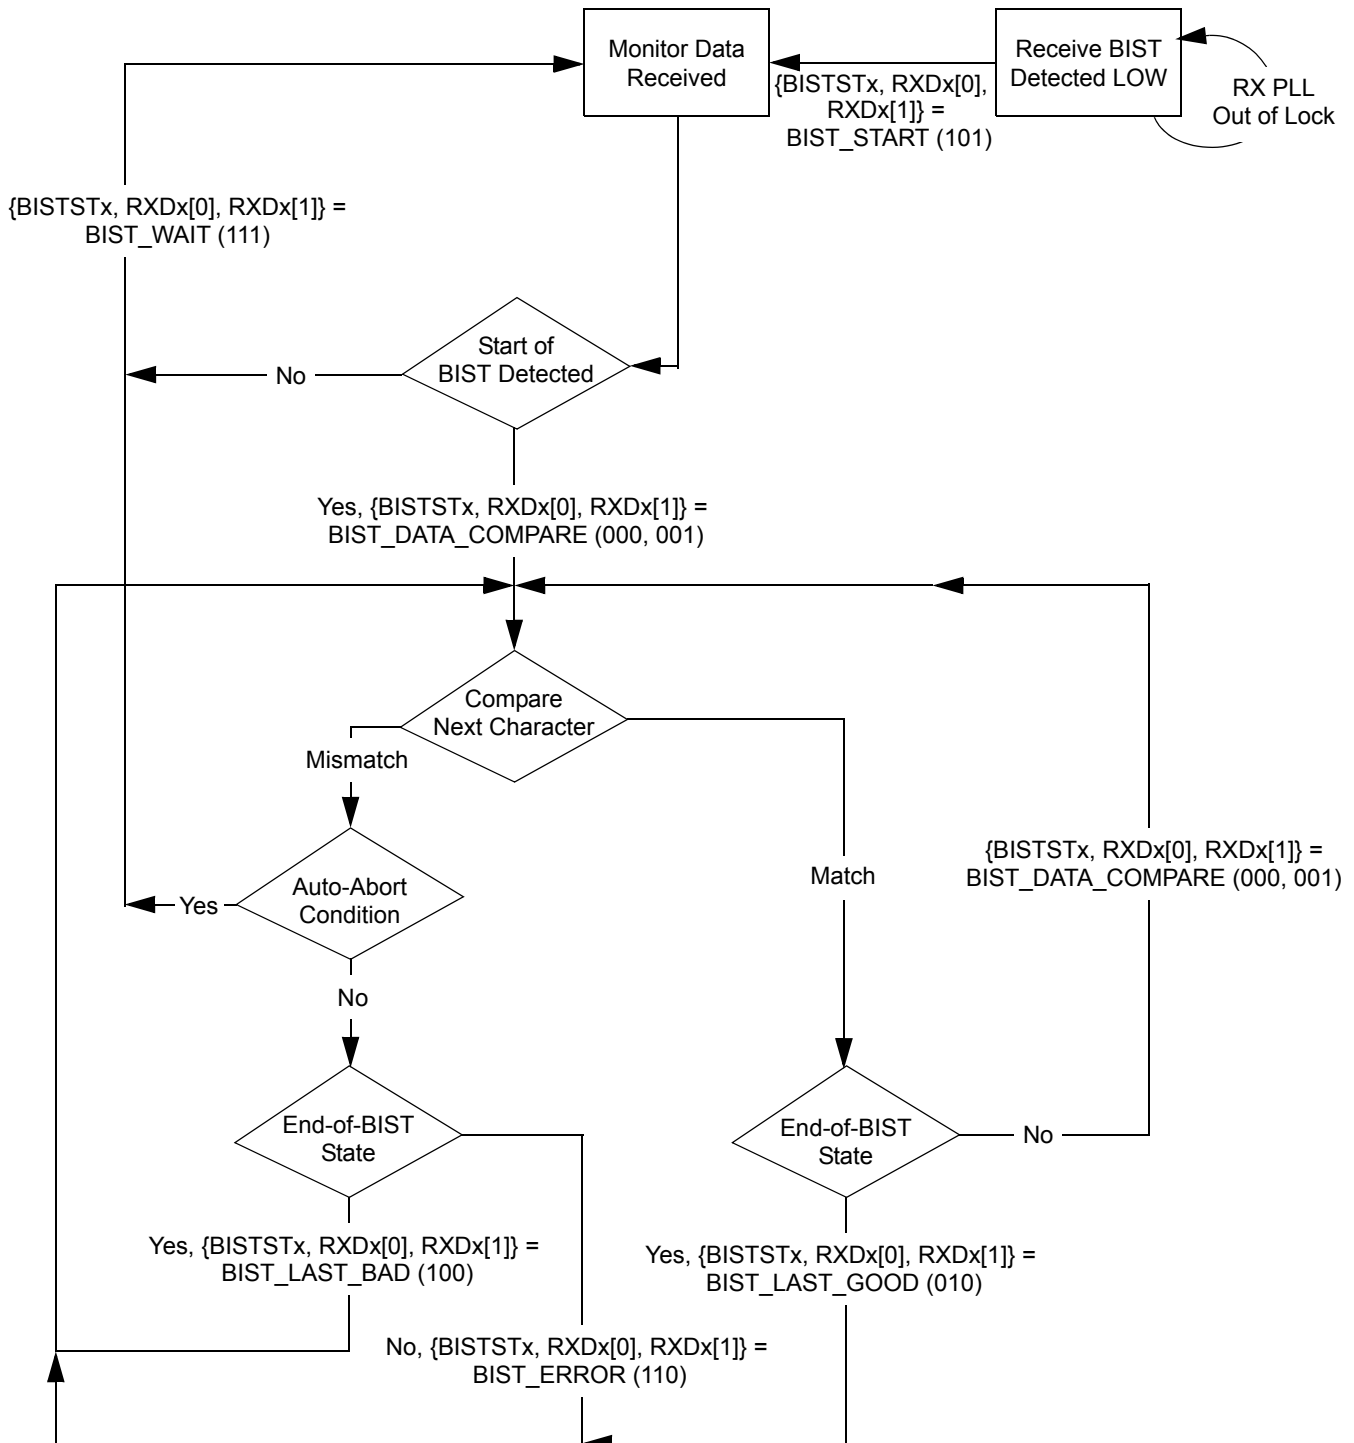 Monitor Data
Received
Receive BIST
Detected LOW
RX PLL
Out of Lock
{BISTSTx, RXDx[0],
RXDx[1]} =
BIST_START (101)
{BISTSTx, RXDx[0], RXDx[1]} =
BIST_WAIT (111)
Start of
BIST Detected
No
Yes, {BISTSTx, RXDx[0], RXDx[1]} =
BIST_DATA_COMPARE (000, 001)
Compare
Next Character
Mismatch
Match
{BISTSTx, RXDx[0], RXDx[1]} =
BIST_DATA_COMPARE (000, 001)
Auto-Abort
Condition
Yes
No
End-of-BIST
State
End-of-BIST
State
No
Yes, {BISTSTx, RXDx[0], RXDx[1]} =
BIST_LAST_BAD (100)
Yes, {BISTSTx, RXDx[0], RXDx[1]} =
BIST_LAST_GOOD (010)
No, {BISTSTx, RXDx[0], RXDx[1]} =
BIST_ERROR (110)